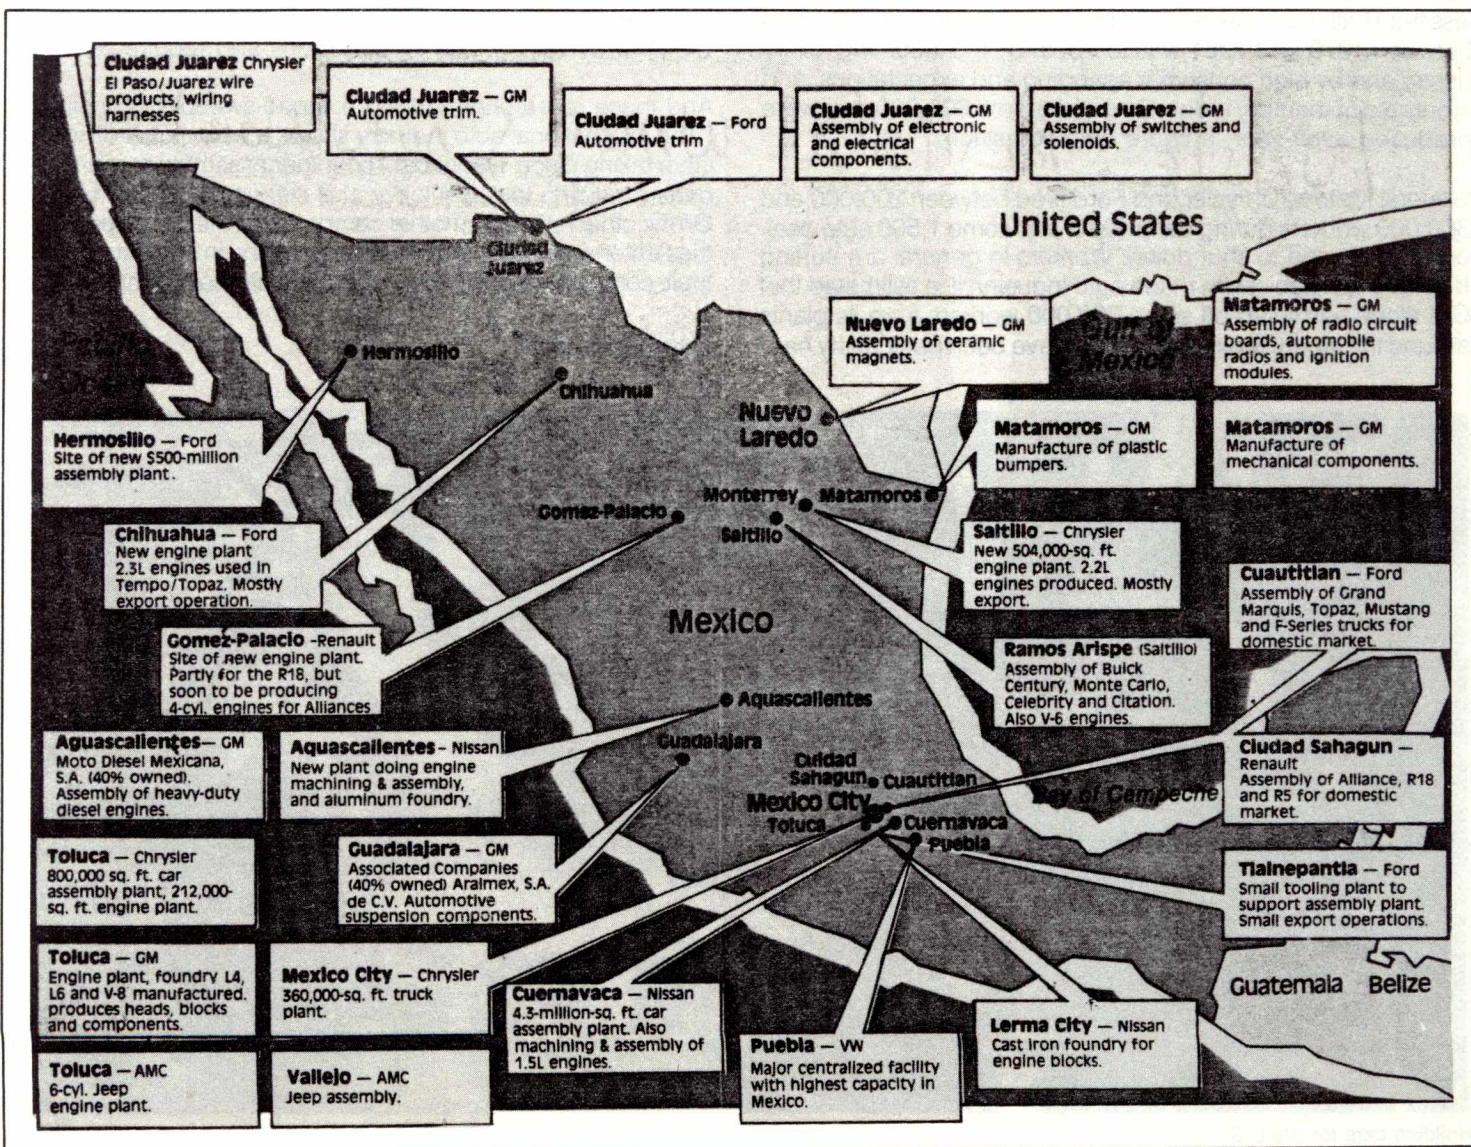 Ciudad Juarez Chrysler
El Paso/Juarez wire
products, wiring
harnesses
Ciudad Juarez — GM
Automotive trim.
Ciudad Juarez — Ford
Automotive trim
Ciudad Juarez — GM
Assembly of electronic
and electrical
components.
Ciudad Juarez — GM
Assembly of switches and
solenoids.
United States
Ciudad
Juarez
Nuevo Laredo — GM
Assembly of ceramic
magnets.
Gulf of
Mexico
Matamoros — GM
Assembly of radio circuit
boards, automobile
radios and ignition
modules.
Hermosillo
Chihuahua
Nuevo
Laredo
Hermosillo — Ford
Site of new $500-million
assembly plant.
Matamoros — GM
Manufacture of plastic
bumpers.
Matamoros — GM
Manufacture of
mechanical components.
Monterrey
Matamoros
Gomez-Palacio
Saltillo
Chihuahua — Ford
New engine plant
2.3L engines used in
Tempo/Topaz. Mostly
export operation.
Saltillo — Chrysler
New 504,000-sq. ft.
engine plant. 2.2L
engines produced. Mostly
export.
Cuautitlan — Ford
Assembly of Grand
Marquis, Topaz, Mustang
and F-Series trucks for
domestic market.
Mexico
Gomez-Palacio -Renault
Site of new engine plant.
Partly for the R18, but
soon to be producing
4-cyl. engines for Alliances
Ramos Arispe (Saltillo)
Assembly of Buick
Century, Monte Carlo,
Celebrity and Citation.
Also V-6 engines.
Aquascalientes
Guadalajara
Aguascalientes— GM
Moto Diesel Mexicana,
S.A. (40% owned).
Assembly of heavy-duty
diesel engines.
Aquascalientes - Nissan
New plant doing engine
machining & assembly,
and aluminum foundry.
Ciudad Sahagun —
Renault
Assembly of Alliance, R18
and R5 for domestic
market.
Cuidad
Sahagun
Cuautitlan
Mexico City
Bay of Campeche
Toluca
Cuernavaca
Puebla
Toluca — Chrysler
800,000 sq. ft. car
assembly plant, 212,000-
sq. ft. engine plant.
Guadalajara — GM
Associated Companies
(40% owned) Aralmex, S.A.
de C.V. Automotive
suspension components.
Tlalnepantla — Ford
Small tooling plant to
support assembly plant.
Small export operations.
Toluca — GM
Engine plant, foundry L4,
L6 and V-8 manufactured.
produces heads, blocks
and components.
Mexico City — Chrysler
360,000-sq. ft. truck
plant.
Cuernavaca — Nissan
4.3-million-sq. ft. car
assembly plant. Also
machining & assembly of
1.5L engines.
Guatemala Belize
Puebla — VW
Major centralized facility
with highest capacity in
Mexico.
Lerma City — Nissan
Cast iron foundry for
engine blocks.
Toluca — AMC
6-cyl. Jeep
engine plant.
Vallejo — AMC
Jeep assembly.